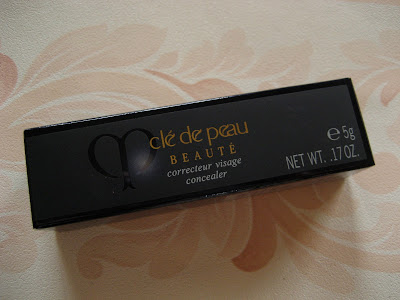 clé de peau
BEAUTÉ
correcteur visage
concealer
℮ 5g
NET WT. .17 OZ.